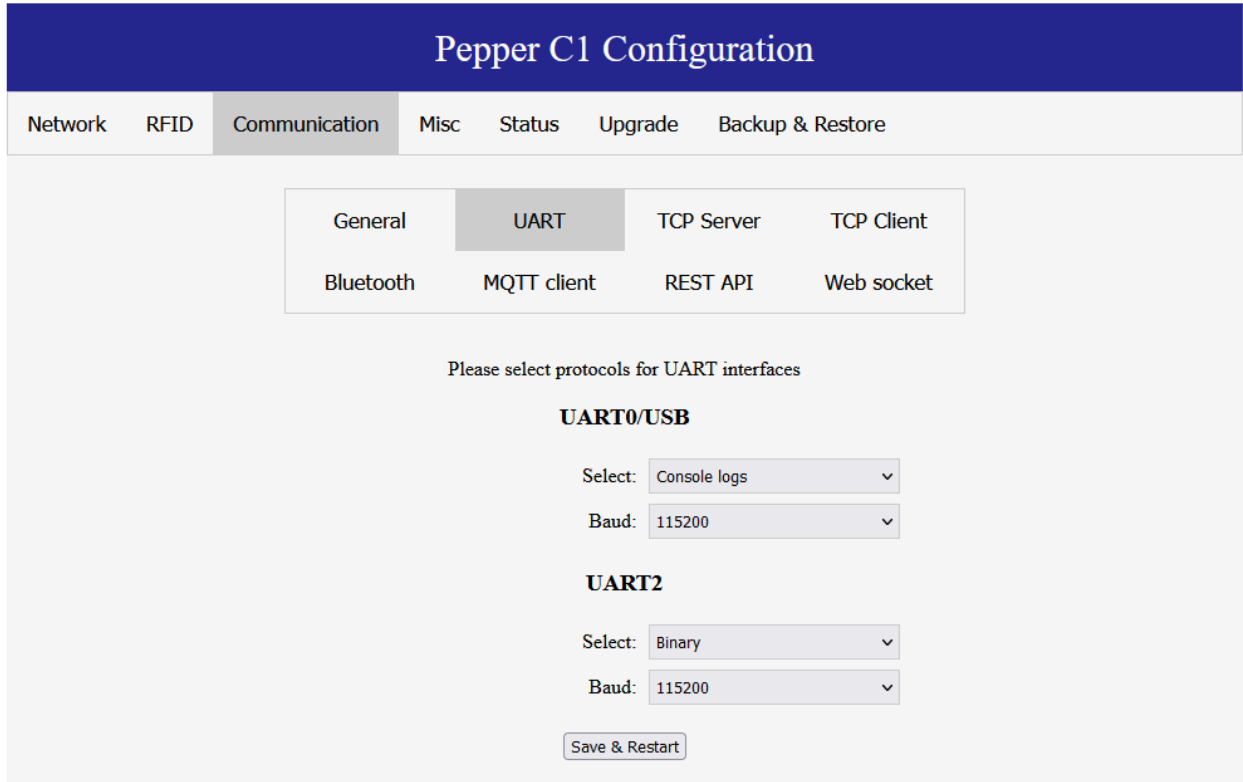 Pepper C1 Configuration
Network RFID Communication Misc Status Upgrade Backup & Restore
General UART TCP Server TCP Client
Bluetooth MQTT client REST API Web socket
Please select protocols for UART interfaces
UART0/USB
Select: Console logs
Baud: 115200
UART2
Select: Binary
Baud: 115200
Save & Restart